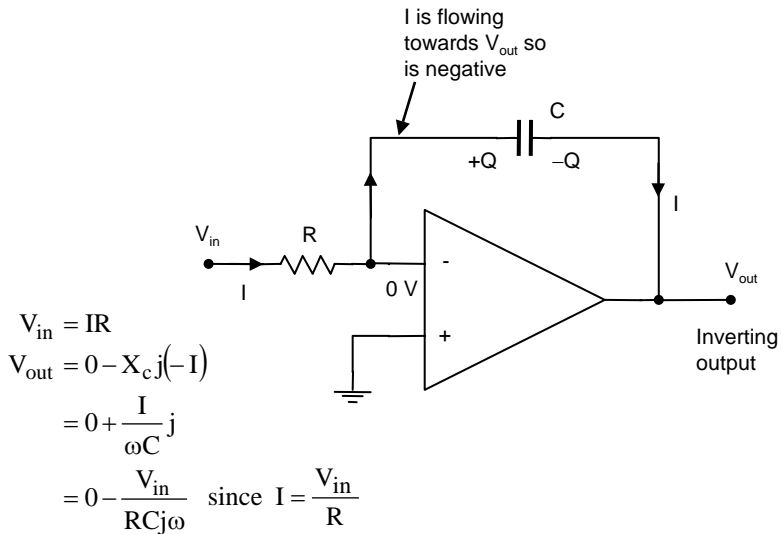 I is flowing
towards V_out so
is negative
C
+Q −Q
I
V_in
R
I
0 V
-
+
V_out
Inverting
output
V_in = IR
V_out = 0 − X_c j(−I)
= 0 + I/(ωC) j
= 0 − V_in/(RCjω) since I = V_in/R